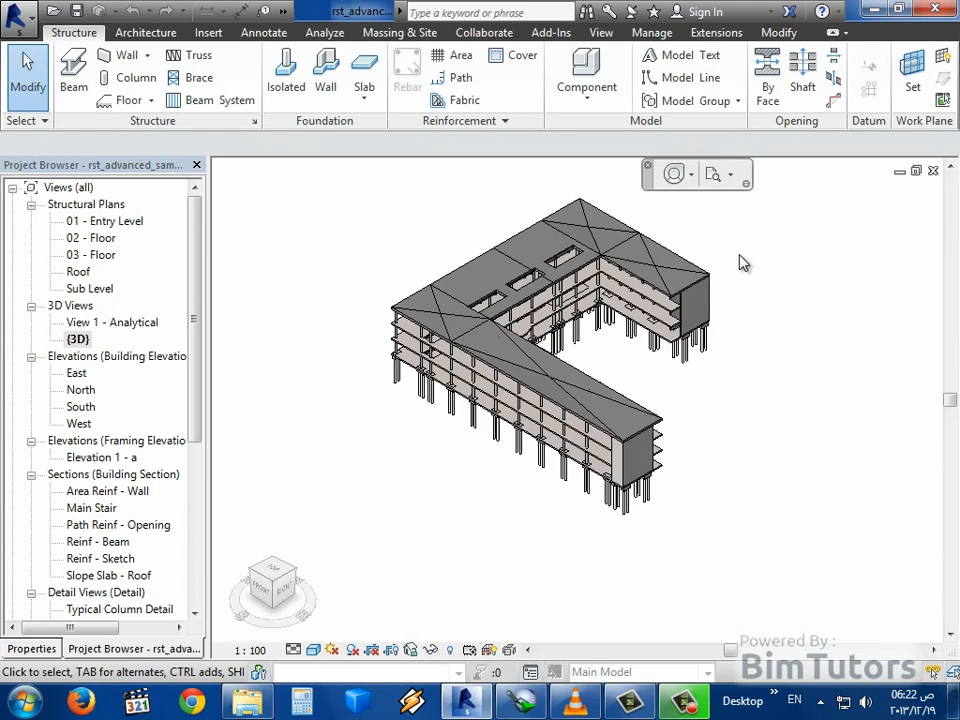 rst_advanc...
Type a keyword or phrase
Sign In
Structure Architecture Insert Annotate Analyze Massing & Site Collaborate Add-Ins View Manage Extensions Modify
Modify
Select
Beam
Wall
Column
Floor
Truss
Brace
Beam System
Structure
Isolated
Wall
Slab
Foundation
Rebar
Area
Path
Fabric
Cover
Reinforcement
Component
Model Text
Model Line
Model Group
Model
By
Face
Shaft
Opening
Datum
Set
Work Plane
Project Browser - rst_advanced_sam...
Views (all)
Structural Plans
01 - Entry Level
02 - Floor
03 - Floor
Roof
Sub Level
3D Views
View 1 - Analytical
{3D}
Elevations (Building Elevatio
East
North
South
West
Elevations (Framing Elevatio
Elevation 1 - a
Sections (Building Section)
Area Reinf - Wall
Main Stair
Path Reinf - Opening
Reinf - Beam
Reinf - Sketch
Slope Slab - Roof
Detail Views (Detail)
Typical Column Detail
TOP
FRONT
RIGHT
Properties
Project Browser - rst_adva...
1 : 100
Powered By :
BimTutors
Click to select, TAB for alternates, CTRL adds, SHI
:0
Main Model
321
Desktop
EN
06:22 ص
٢٠١٣/١٢/١٩